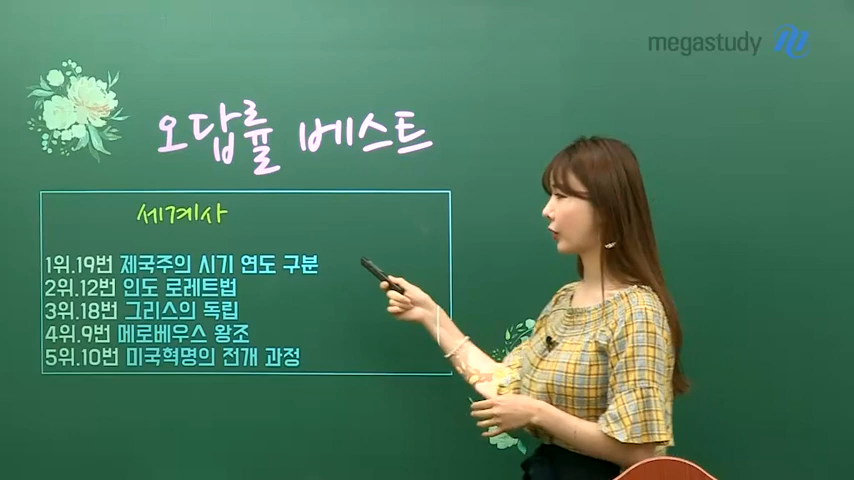 megastudy
오답률 베스트
세계사
1위.19번 제국주의 시기 연도 구분
2위.12번 인도 로레트법
3위.18번 그리스의 독립
4위.9번 메로베우스 왕조
5위.10번 미국혁명의 전개 과정